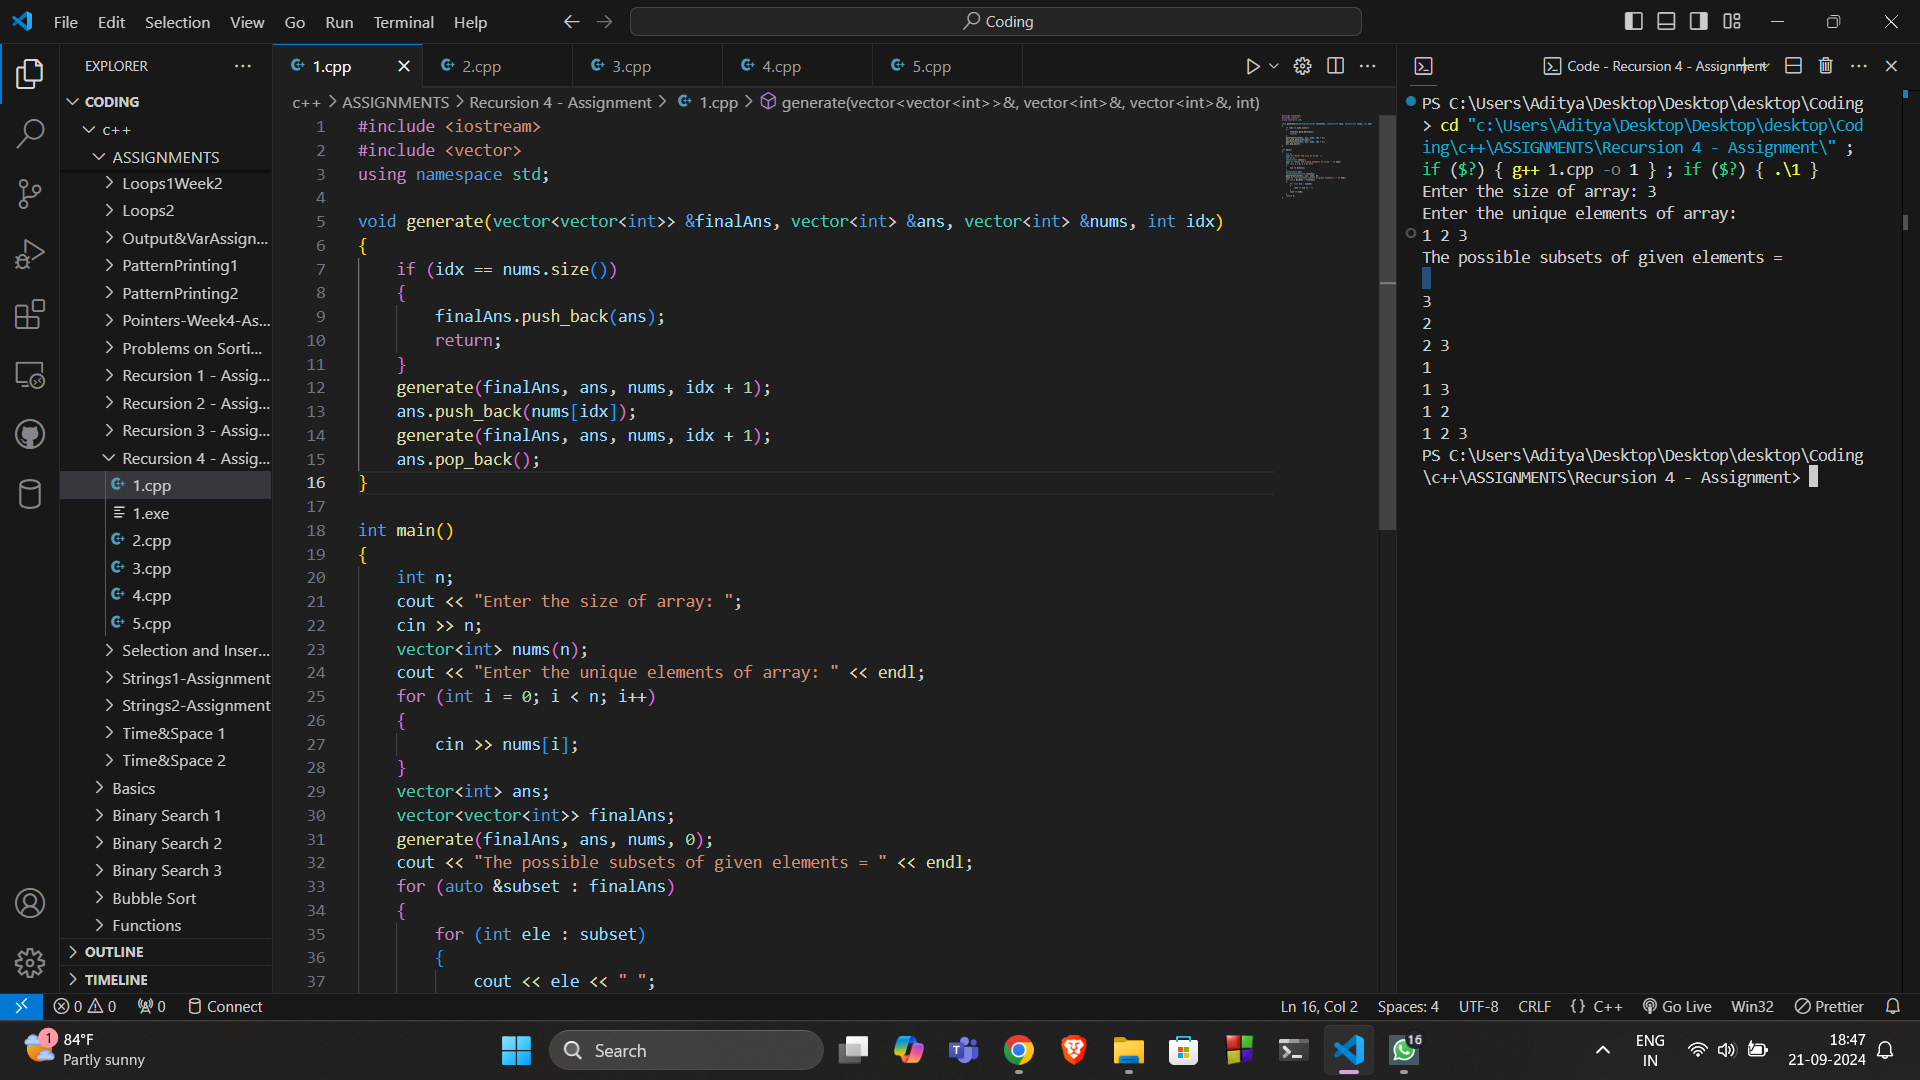 File Edit Selection View Go Run Terminal Help
Coding
EXPLORER
CODING
c++
ASSIGNMENTS
Loops1Week2
Loops2
Output&VarAssign...
PatternPrinting1
PatternPrinting2
Pointers-Week4-As...
Problems on Sorti...
Recursion 1 - Assig...
Recursion 2 - Assig...
Recursion 3 - Assig...
Recursion 4 - Assig...
1.cpp
1.exe
2.cpp
3.cpp
4.cpp
5.cpp
Selection and Inser...
Strings1-Assignment
Strings2-Assignment
Time&Space 1
Time&Space 2
Basics
Binary Search 1
Binary Search 2
Binary Search 3
Bubble Sort
Functions
OUTLINE
TIMELINE
1.cpp 2.cpp 3.cpp 4.cpp 5.cpp
c++ > ASSIGNMENTS > Recursion 4 - Assignment > 1.cpp > generate(vector<vector<int>>&, vector<int>&, vector<int>&, int)
1 #include <iostream>
2 #include <vector>
3 using namespace std;
4
5 void generate(vector<vector<int>> &finalAns, vector<int> &ans, vector<int> &nums, int idx)
6 {
7 if (idx == nums.size())
8 {
9 finalAns.push_back(ans);
10 return;
11 }
12 generate(finalAns, ans, nums, idx + 1);
13 ans.push_back(nums[idx]);
14 generate(finalAns, ans, nums, idx + 1);
15 ans.pop_back();
16 }
17
18 int main()
19 {
20 int n;
21 cout << "Enter the size of array: ";
22 cin >> n;
23 vector<int> nums(n);
24 cout << "Enter the unique elements of array: " << endl;
25 for (int i = 0; i < n; i++)
26 {
27 cin >> nums[i];
28 }
29 vector<int> ans;
30 vector<vector<int>> finalAns;
31 generate(finalAns, ans, nums, 0);
32 cout << "The possible subsets of given elements = " << endl;
33 for (auto &subset : finalAns)
34 {
35 for (int ele : subset)
36 {
37 cout << ele << " ";
Code - Recursion 4 - Assignment
PS C:\Users\Aditya\Desktop\Desktop\desktop\Coding
> cd "c:\Users\Aditya\Desktop\Desktop\desktop\Cod
ing\c++\ASSIGNMENTS\Recursion 4 - Assignment\" ;
if ($?) { g++ 1.cpp -o 1 } ; if ($?) { .\1 }
Enter the size of array: 3
Enter the unique elements of array:
1 2 3
The possible subsets of given elements =
3
2
2 3
1
1 3
1 2
1 2 3
PS C:\Users\Aditya\Desktop\Desktop\desktop\Coding
\c++\ASSIGNMENTS\Recursion 4 - Assignment>
0 0 0 Connect
Ln 16, Col 2 Spaces: 4 UTF-8 CRLF {} C++ Go Live Win32 Prettier
1
84°F
Partly sunny
Search
16
ENG
IN
18:47
21-09-2024